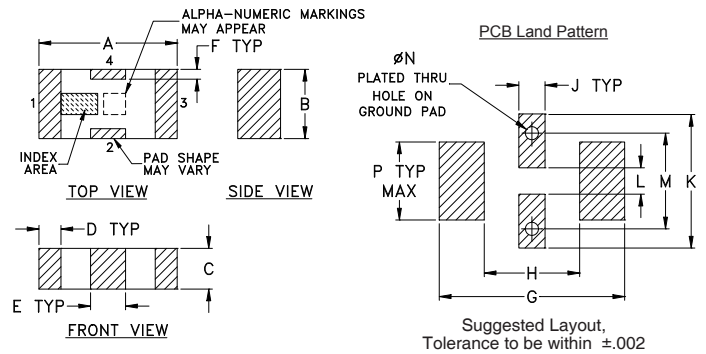 ALPHA-NUMERIC MARKINGS
MAY APPEAR
A
F TYP
4
1
3
2
B
INDEX
AREA
PAD SHAPE
MAY VARY
TOP VIEW
SIDE VIEW
D TYP
C
E TYP
FRONT VIEW
PCB Land Pattern
øN
PLATED THRU
HOLE ON
GROUND PAD
J TYP
P TYP
MAX
L
M
K
H
G
Suggested Layout,
Tolerance to be within ±.002